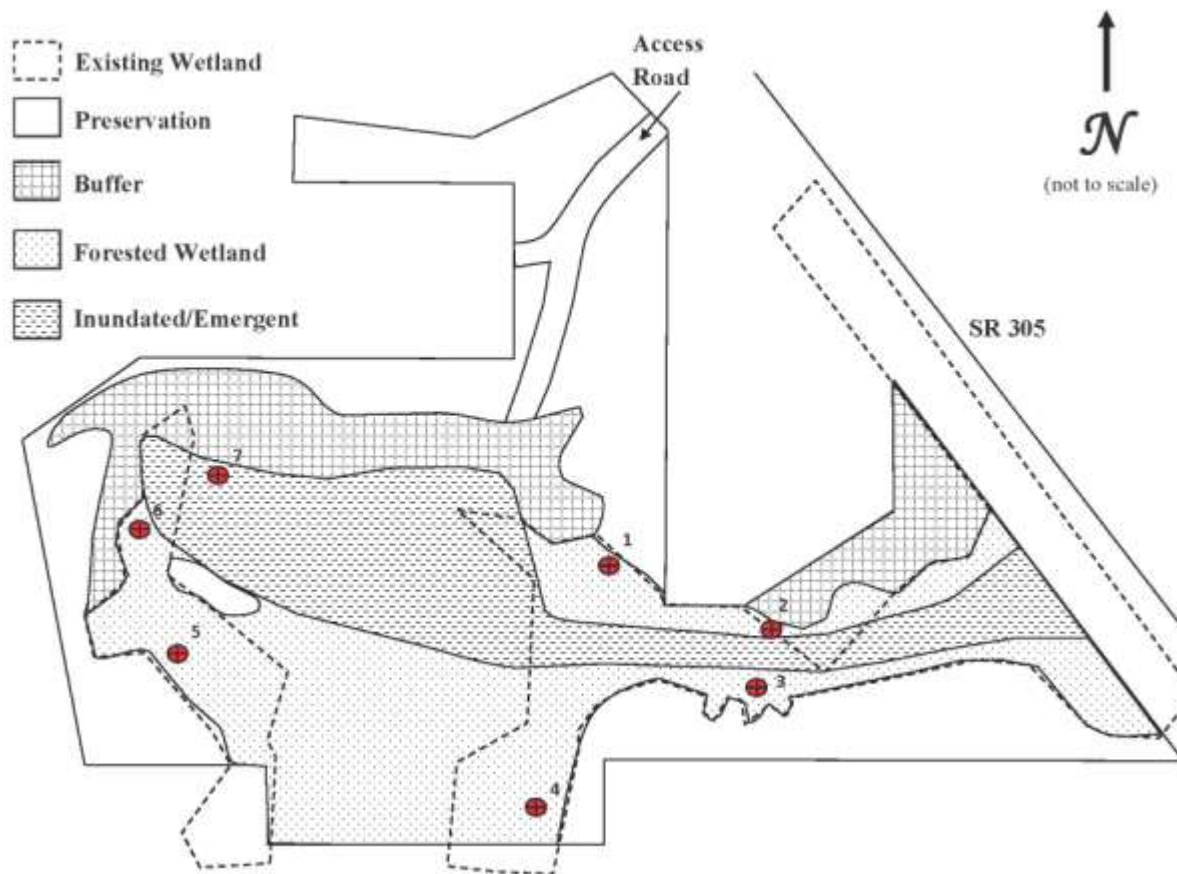 Existing Wetland
Preservation
Buffer
Forested Wetland
Inundated/Emergent
Access
Road
N
(not to scale)
SR 305
7
6
1
2
5
3
4